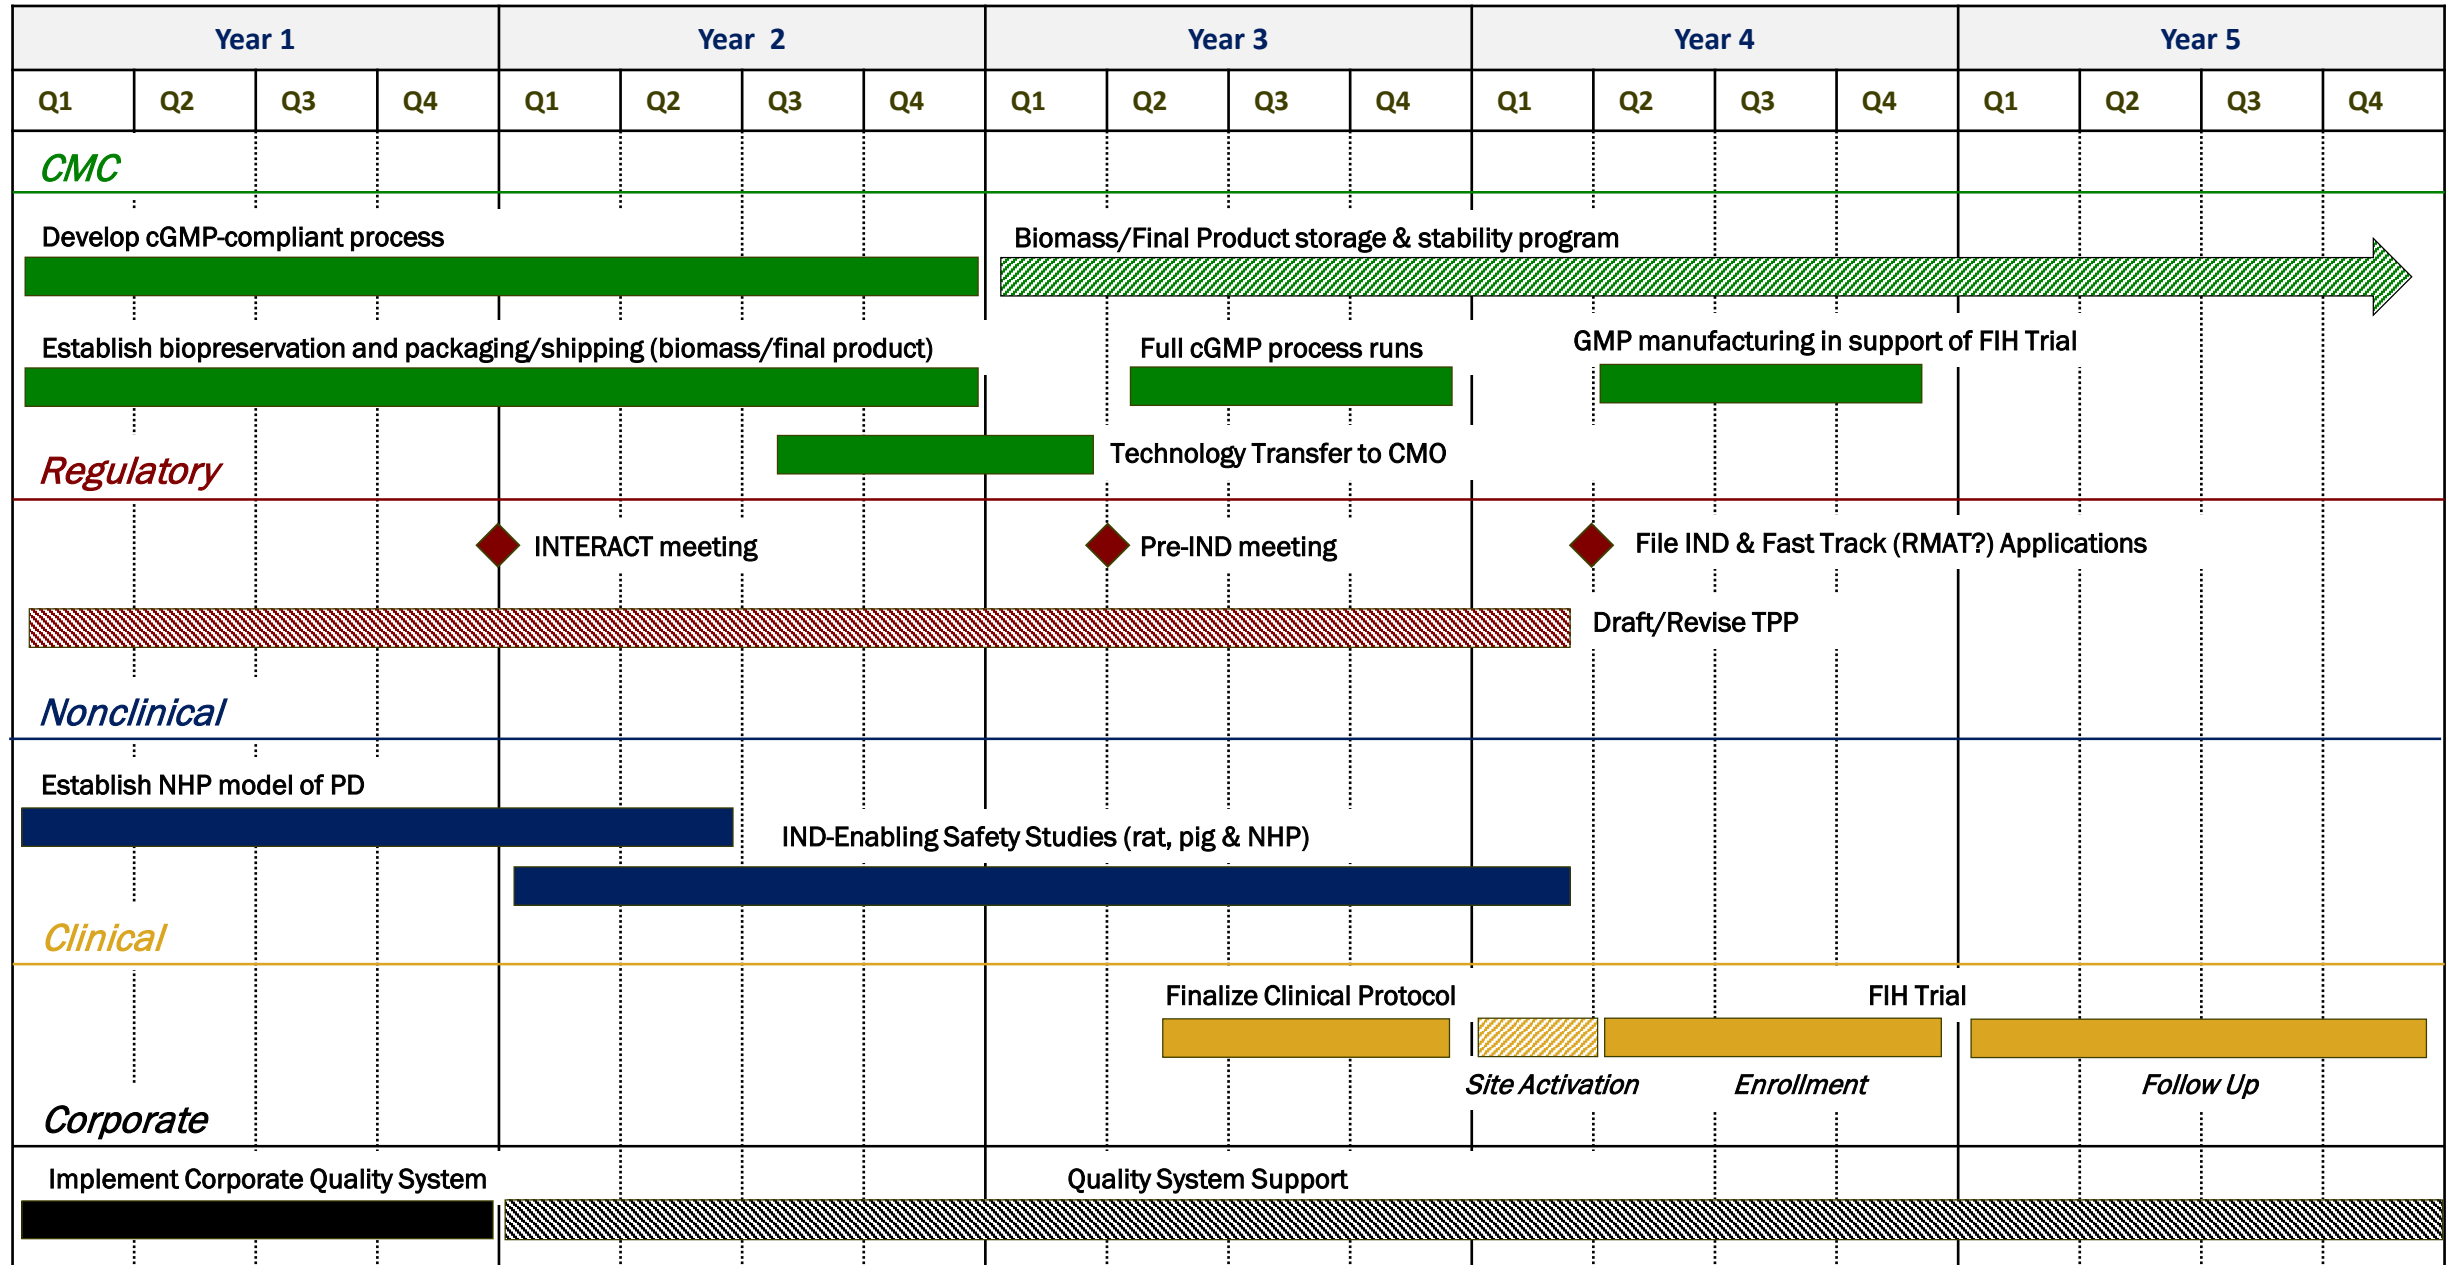 Year 1
Year 2
Year 3
Year 4
Year 5
Q1 Q2 Q3 Q4 Q1 Q2 Q3 Q4 Q1 Q2 Q3 Q4 Q1 Q2 Q3 Q4 Q1 Q2 Q3 Q4
CMC
Develop cGMP-compliant process
Biomass/Final Product storage & stability program
Establish biopreservation and packaging/shipping (biomass/final product)
Full cGMP process runs
GMP manufacturing in support of FIH Trial
Technology Transfer to CMO
Regulatory
INTERACT meeting
Pre-IND meeting
File IND & Fast Track (RMAT?) Applications
Draft/Revise TPP
Nonclinical
Establish NHP model of PD
IND-Enabling Safety Studies (rat, pig & NHP)
Clinical
Finalize Clinical Protocol
FIH Trial
Site Activation
Enrollment
Follow Up
Corporate
Implement Corporate Quality System
Quality System Support